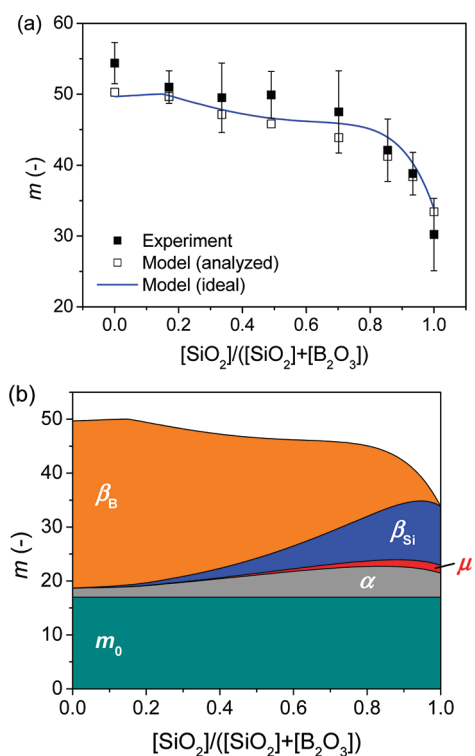 (a)
60
50
40
30
20
m (-)
Experiment
Model (analyzed)
Model (ideal)
0.0 0.2 0.4 0.6 0.8 1.0
[SiO₂]/([SiO₂]+[B₂O₃])
(b)
50
40
30
20
10
0
m (-)
β_B
β_Si
μ
α
m₀
0.0 0.2 0.4 0.6 0.8 1.0
[SiO₂]/([SiO₂]+[B₂O₃])